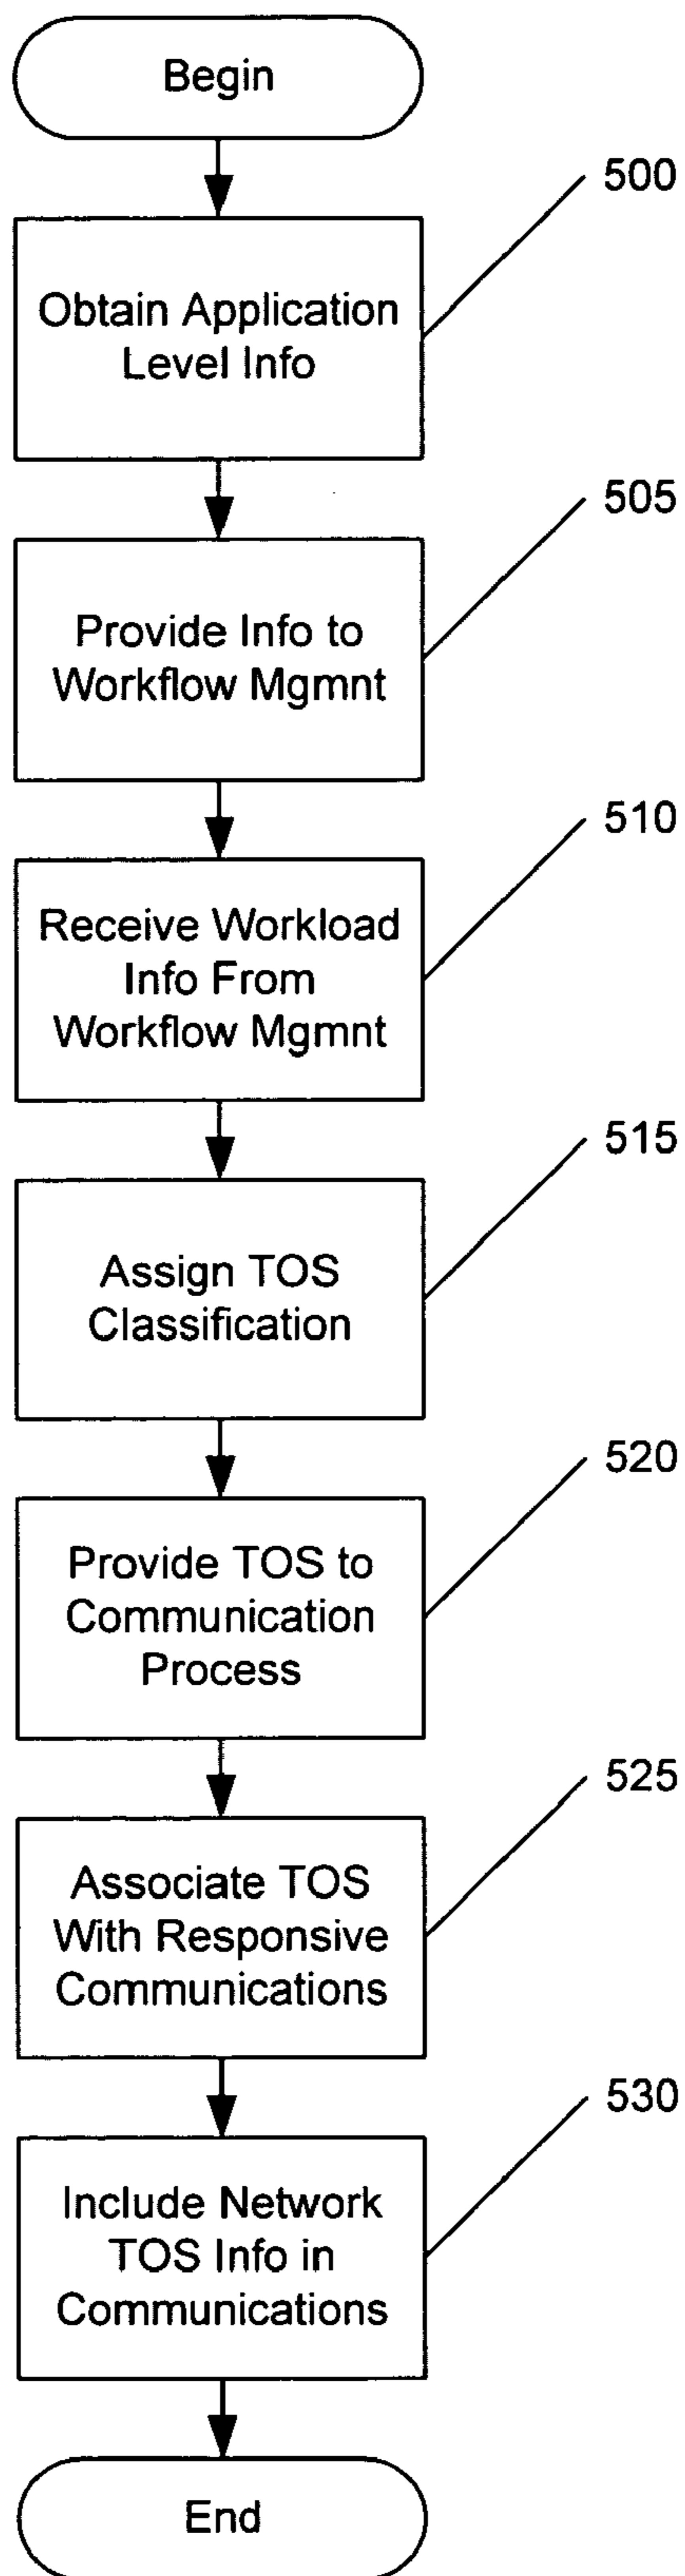 Begin
500
Obtain Application
Level Info
505
Provide Info to
Workflow Mgmnt
510
Receive Workload
Info From
Workflow Mgmnt
515
Assign TOS
Classification
520
Provide TOS to
Communication
Process
525
Associate TOS
With Responsive
Communications
530
Include Network
TOS Info in
Communications
End